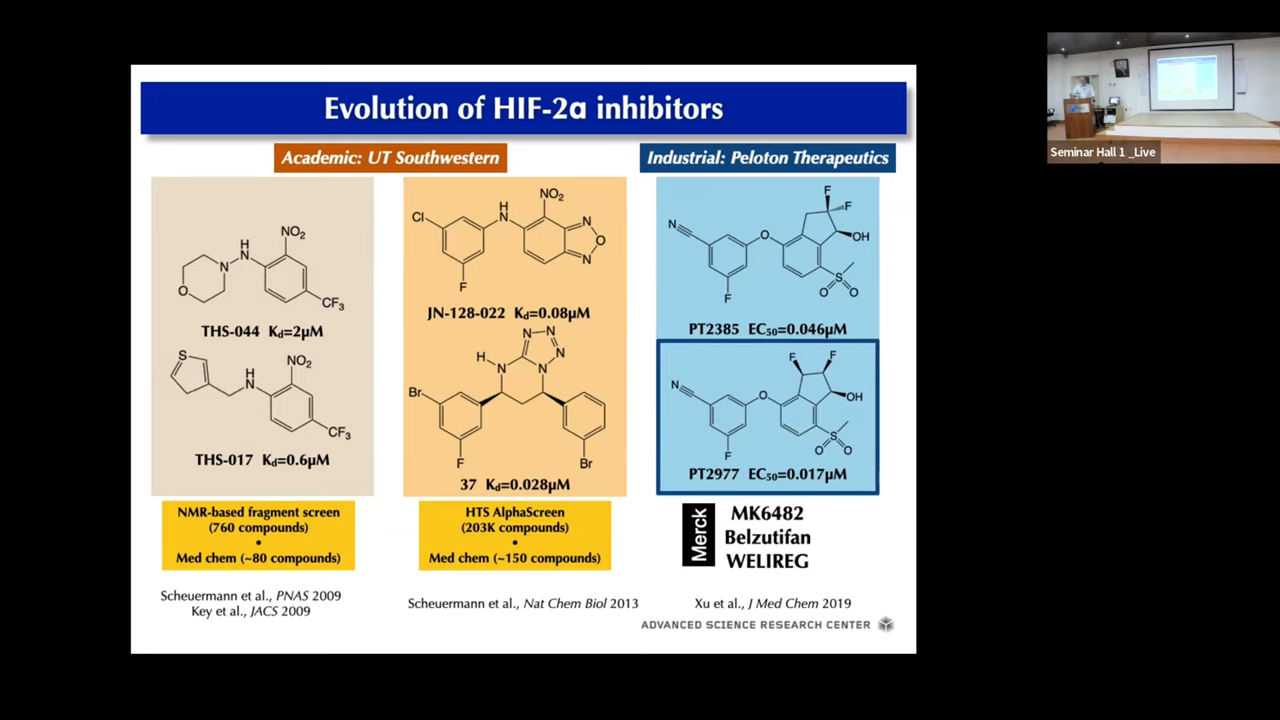 Evolution of HIF-2α inhibitors
Academic: UT Southwestern
Industrial: Peloton Therapeutics
O
N
H
N
NO₂
CF₃
THS-044 Kd=2µM
S
H
N
NO₂
CF₃
THS-017 Kd=0.6µM
NMR-based fragment screen
(760 compounds)
•
Med chem (~80 compounds)
Scheuermann et al., PNAS 2009
Key et al., JACS 2009
Cl
F
H
N
NO₂
N
O
N
JN-128-022 Kd=0.08µM
N
N
N
N
H
N
Br
F
Br
37 Kd=0.028µM
HTS AlphaScreen
(203K compounds)
•
Med chem (~150 compounds)
Scheuermann et al., Nat Chem Biol 2013
F
F
N
O
OH
F
S
O
O
PT2385 EC₅₀=0.046µM
F
F
N
O
OH
F
S
O
O
PT2977 EC₅₀=0.017µM
Merck
MK6482
Belzutifan
WELIREG
Xu et al., J Med Chem 2019
ADVANCED SCIENCE RESEARCH CENTER
Seminar Hall 1 _Live